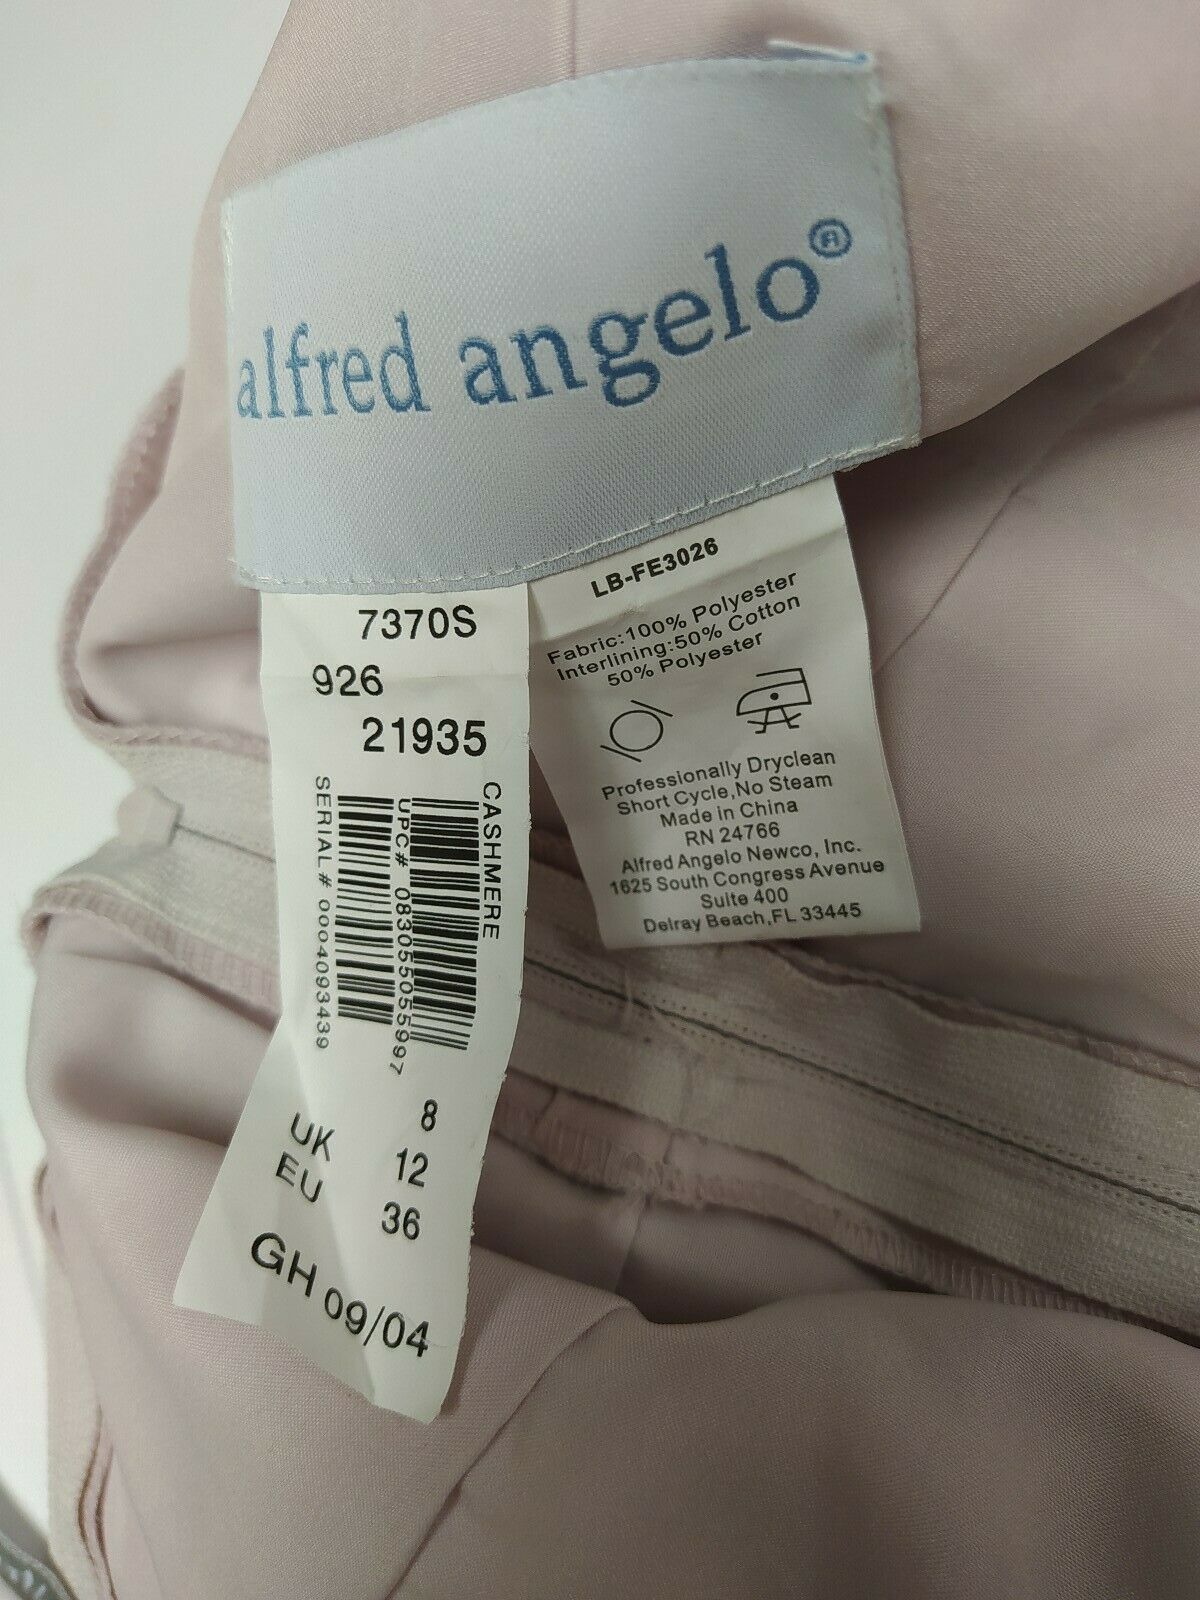 alfred angelo®
7370S
926
21935
CASHMERE
UPC# 083055055997
SERIAL# 0004093439
8
UK 12
EU 36
GH 09/04
LB-FE3026
Fabric:100% Polyester
Interlining:50% Cotton
50% Polyester
Professionally Dryclean
Short Cycle,No Steam
Made in China
RN 24766
Alfred Angelo Newco, Inc.
1625 South Congress Avenue
Suite 400
Delray Beach,FL 33445